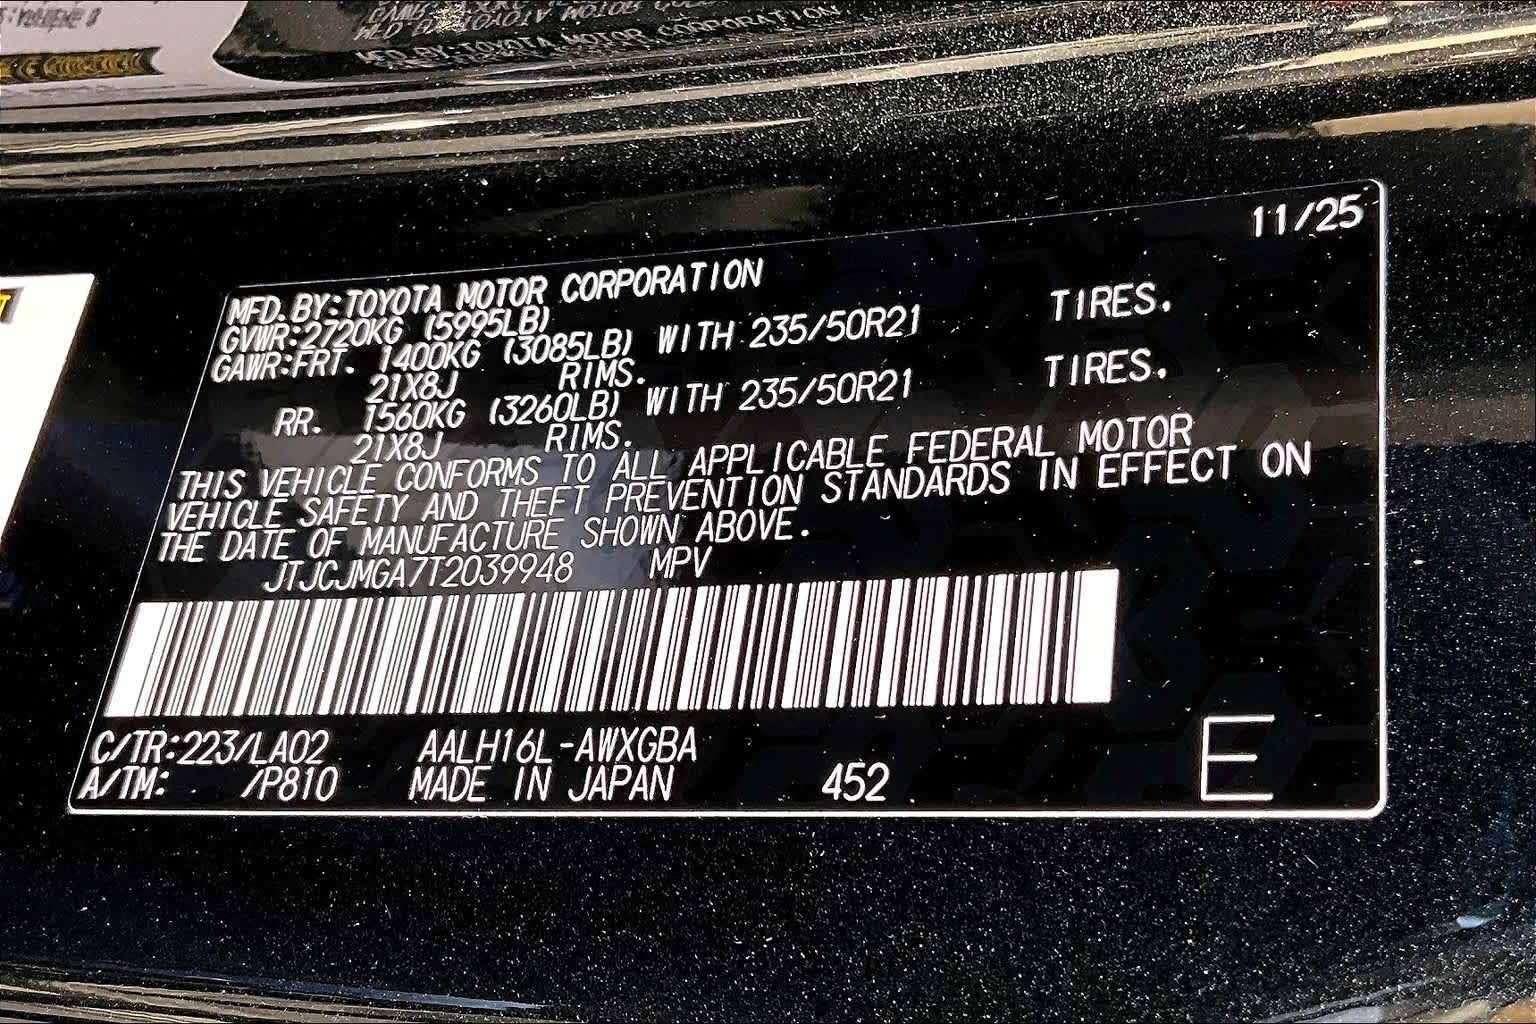 11/25
MFD. BY:TOYOTA MOTOR CORPORATION
GVWR:2720KG (5995LB)
GAWR:FRT. 1400KG (3085LB) WITH 235/50R21 TIRES.
21X8J RIMS.
RR. 1560KG (3260LB) WITH 235/50R21 TIRES.
21X8J RIMS.
THIS VEHICLE CONFORMS TO ALL APPLICABLE FEDERAL MOTOR
VEHICLE SAFETY AND THEFT PREVENTION STANDARDS IN EFFECT ON
THE DATE OF MANUFACTURE SHOWN ABOVE.
JTJCJMGA7T2039948 MPV
C/TR:223/LA02 AALH16L-AWXGBA
A/TM: /P810 MADE IN JAPAN 452 E